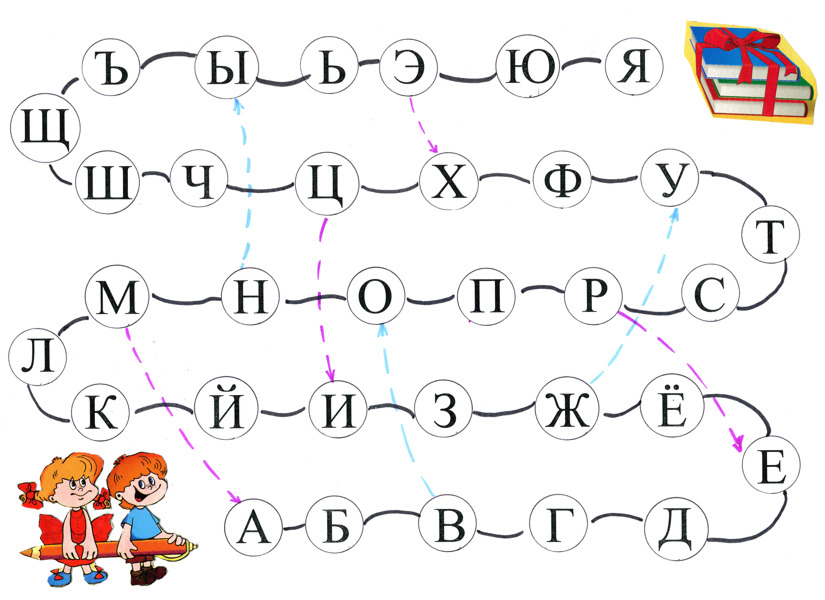 Ъ Ы Ь Э Ю Я
Щ
Ш Ч Ц Х Ф У
Т
М Н О П Р С
Л
К Й И З Ж Ё
Е
А Б В Г Д